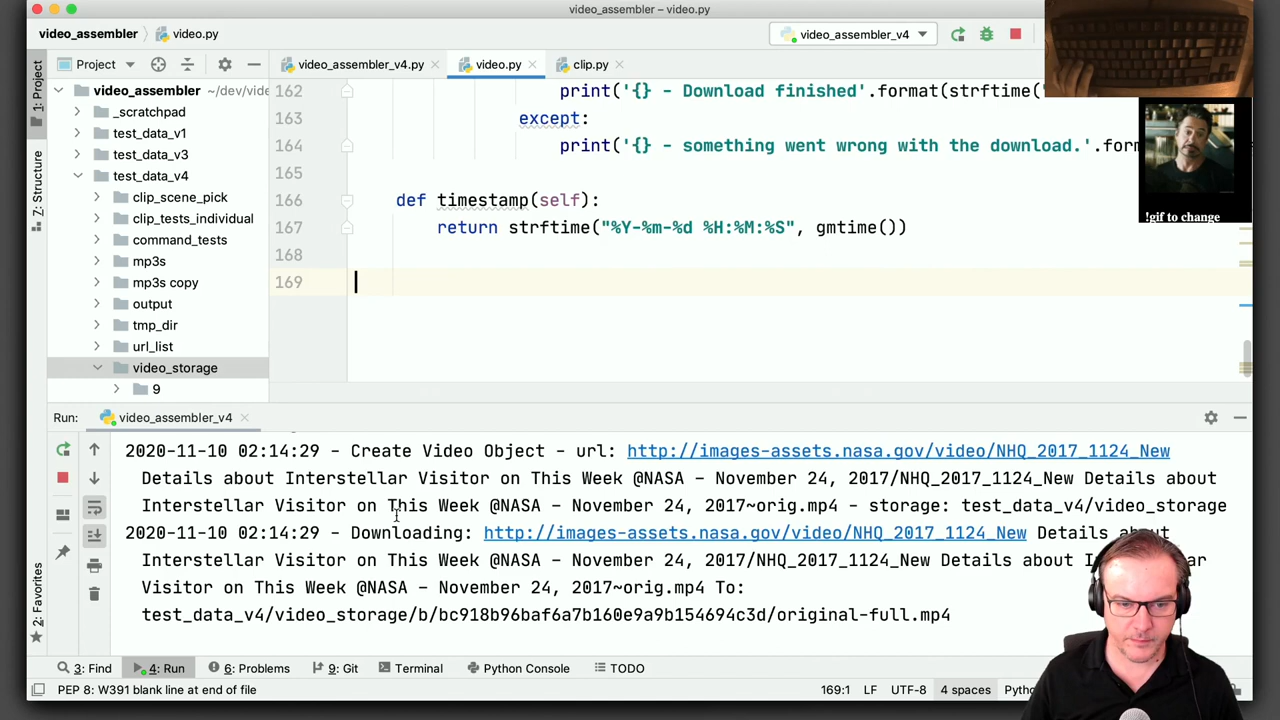 video_assembler – video.py
video_assembler
video.py
video_assembler_v4
1: Project
Project
video_assembler_v4.py
video.py
clip.py
video_assembler ~/dev/vide
_scratchpad
test_data_v1
test_data_v3
test_data_v4
clip_scene_pick
clip_tests_individual
command_tests
mp3s
mp3s copy
output
tmp_dir
url_list
video_storage
9
Z: Structure
162 print('{} - Download finished'.format(strftime("
163 except:
164 print('{} - something went wrong with the download.'.form
165
166 def timestamp(self):
167 return strftime("%Y-%m-%d %H:%M:%S", gmtime())
168
169
!gif to change
Run: video_assembler_v4
2020-11-10 02:14:29 - Create Video Object - url: http://images-assets.nasa.gov/video/NHQ_2017_1124_New
Details about Interstellar Visitor on This Week @NASA – November 24, 2017/NHQ_2017_1124_New Details about
Interstellar Visitor on This Week @NASA – November 24, 2017~orig.mp4 - storage: test_data_v4/video_storage
2020-11-10 02:14:29 - Downloading: http://images-assets.nasa.gov/video/NHQ_2017_1124_New Details about
Interstellar Visitor on This Week @NASA – November 24, 2017/NHQ_2017_1124_New Details about
Visitor on This Week @NASA – November 24, 2017~orig.mp4 To:
test_data_v4/video_storage/b/bc918b96baf6a7b160e9a9b154694c3d/original-full.mp4
2: Favorites
3: Find
4: Run
6: Problems
9: Git
Terminal
Python Console
TODO
PEP 8: W391 blank line at end of file
169:1 LF UTF-8 4 spaces Pytho